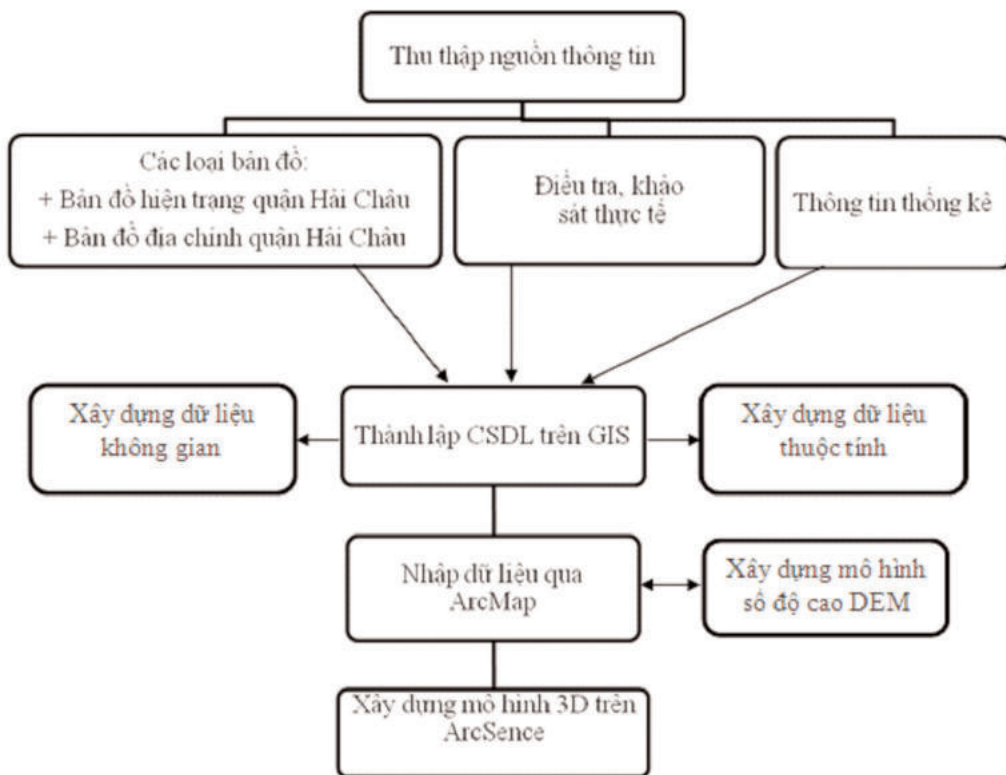 Thu thập nguồn thông tin
Các loại bản đồ:
+ Bản đồ hiện trạng quận Hải Châu
+ Bản đồ địa chính quận Hải Châu
Điều tra, khảo
sát thực tế
Thông tin thống kê
Xây dựng dữ liệu
không gian
Thành lập CSDL trên GIS
Xây dựng dữ liệu
thuộc tính
Nhập dữ liệu qua
ArcMap
Xây dựng mô hình
số độ cao DEM
Xây dựng mô hình 3D trên
ArcSence